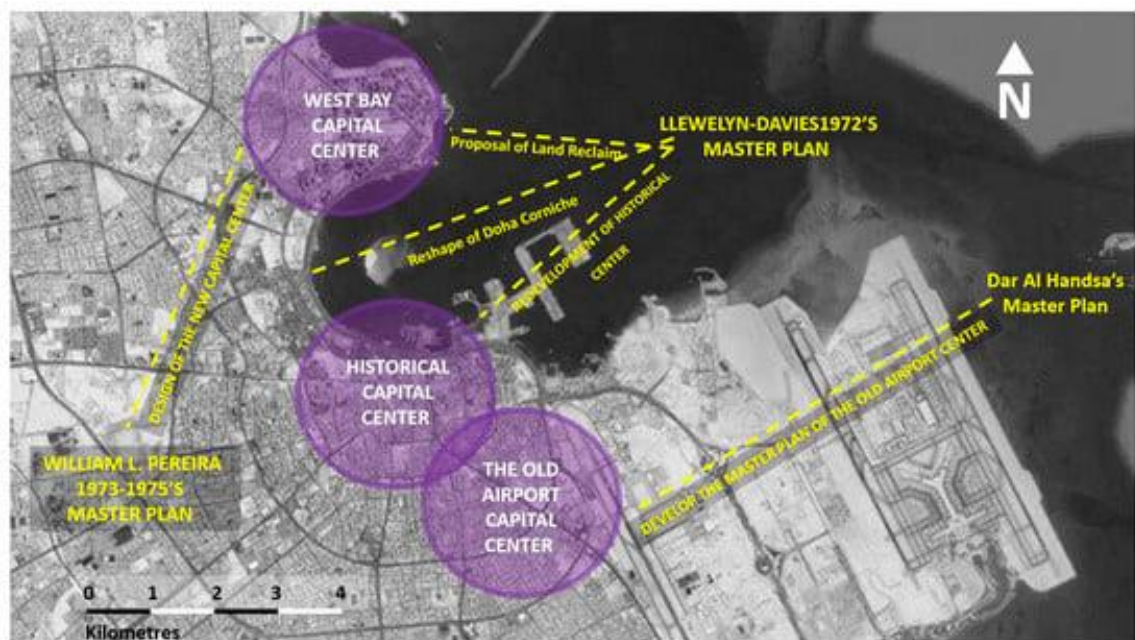 WEST BAY
CAPITAL
CENTER
N
LLEWELYN-DAVIES1972'S
MASTER PLAN
Proposal of Land Reclaim
Reshape of Doha Corniche
REDEVELOPMENT OF HISTORICAL
CENTER
DESIGN OF THE NEW CAPITAL CENTER
Dar Al Handsa's
Master Plan
DEVELOP THE MASTER PLAN OF THE OLD AIRPORT CENTER
HISTORICAL
CAPITAL
CENTER
WILLIAM L. PEREIRA
1973-1975'S
MASTER PLAN
THE OLD
AIRPORT
CAPITAL
CENTER
0 1 2 3 4
Kilometres